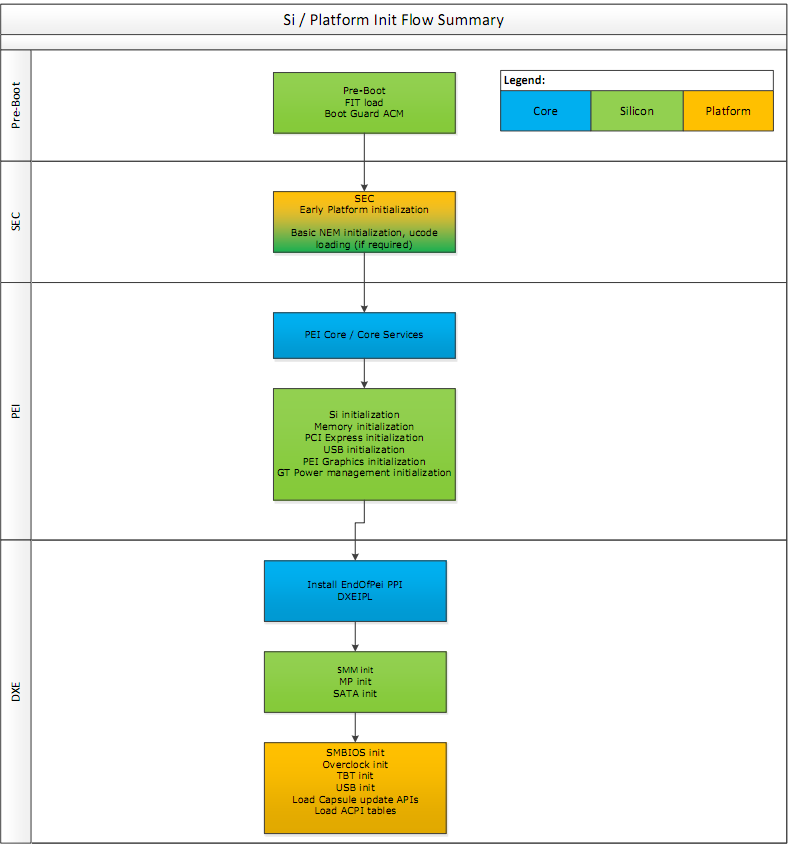 Si / Platform Init Flow Summary
Pre-Boot
Pre-Boot
FIT load
Boot Guard ACM
Legend:
Core
Silicon
Platform
SEC
SEC
Early Platform initialization
Basic NEM initialization, ucode
loading (if required)
PEI
PEI Core / Core Services
Si initialization
Memory initialization
PCI Express initialization
USB initialization
PEI Graphics initialization
GT Power management initialization
DXE
Install EndOfPei PPI
DXEIPL
SMM init
MP init
SATA init
SMBIOS init
Overclock init
TBT init
USB init
Load Capsule update APIs
Load ACPI tables